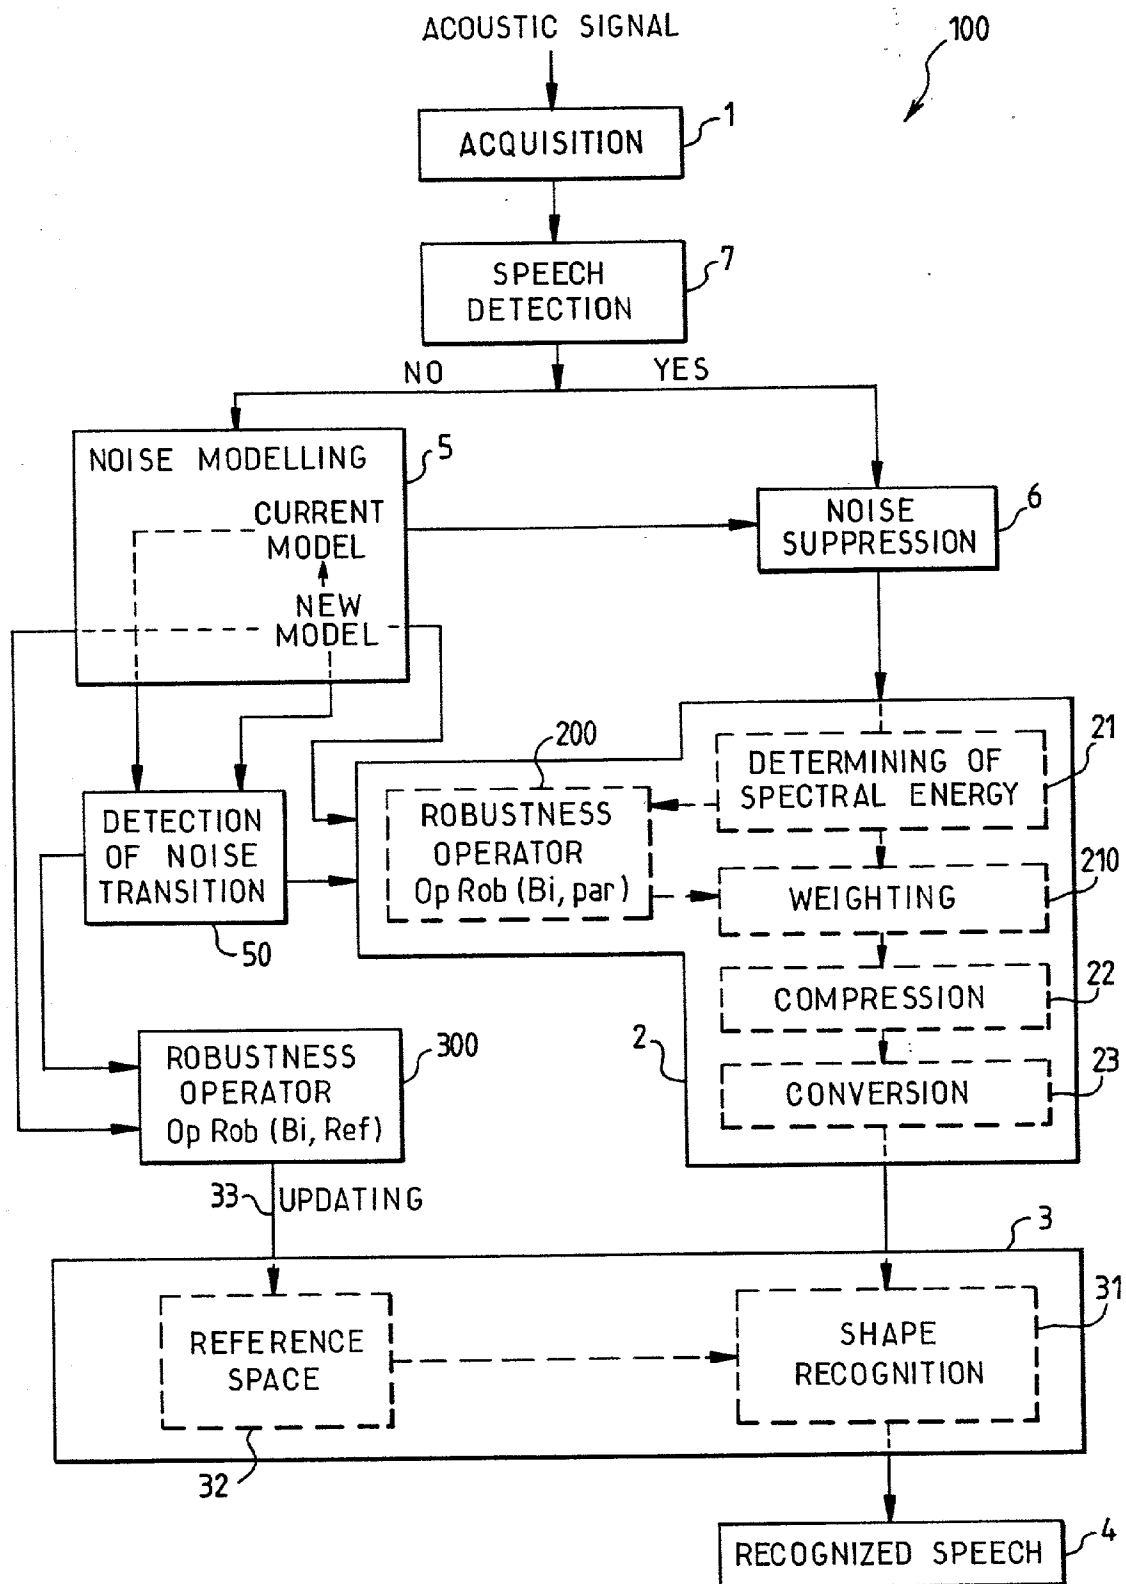 ACOUSTIC SIGNAL
100
1
ACQUISITION
7
SPEECH
DETECTION
NO
YES
5
NOISE MODELLING
CURRENT
MODEL
NEW
MODEL
6
NOISE
SUPPRESSION
200
21
DETERMINING OF
SPECTRAL ENERGY
ROBUSTNESS
OPERATOR
Op Rob (Bi, par)
DETECTION
OF NOISE
TRANSITION
50
210
WEIGHTING
22
COMPRESSION
2
23
CONVERSION
300
ROBUSTNESS
OPERATOR
Op Rob (Bi, Ref)
33
UPDATING
3
31
REFERENCE
SPACE
32
SHAPE
RECOGNITION
4
RECOGNIZED SPEECH